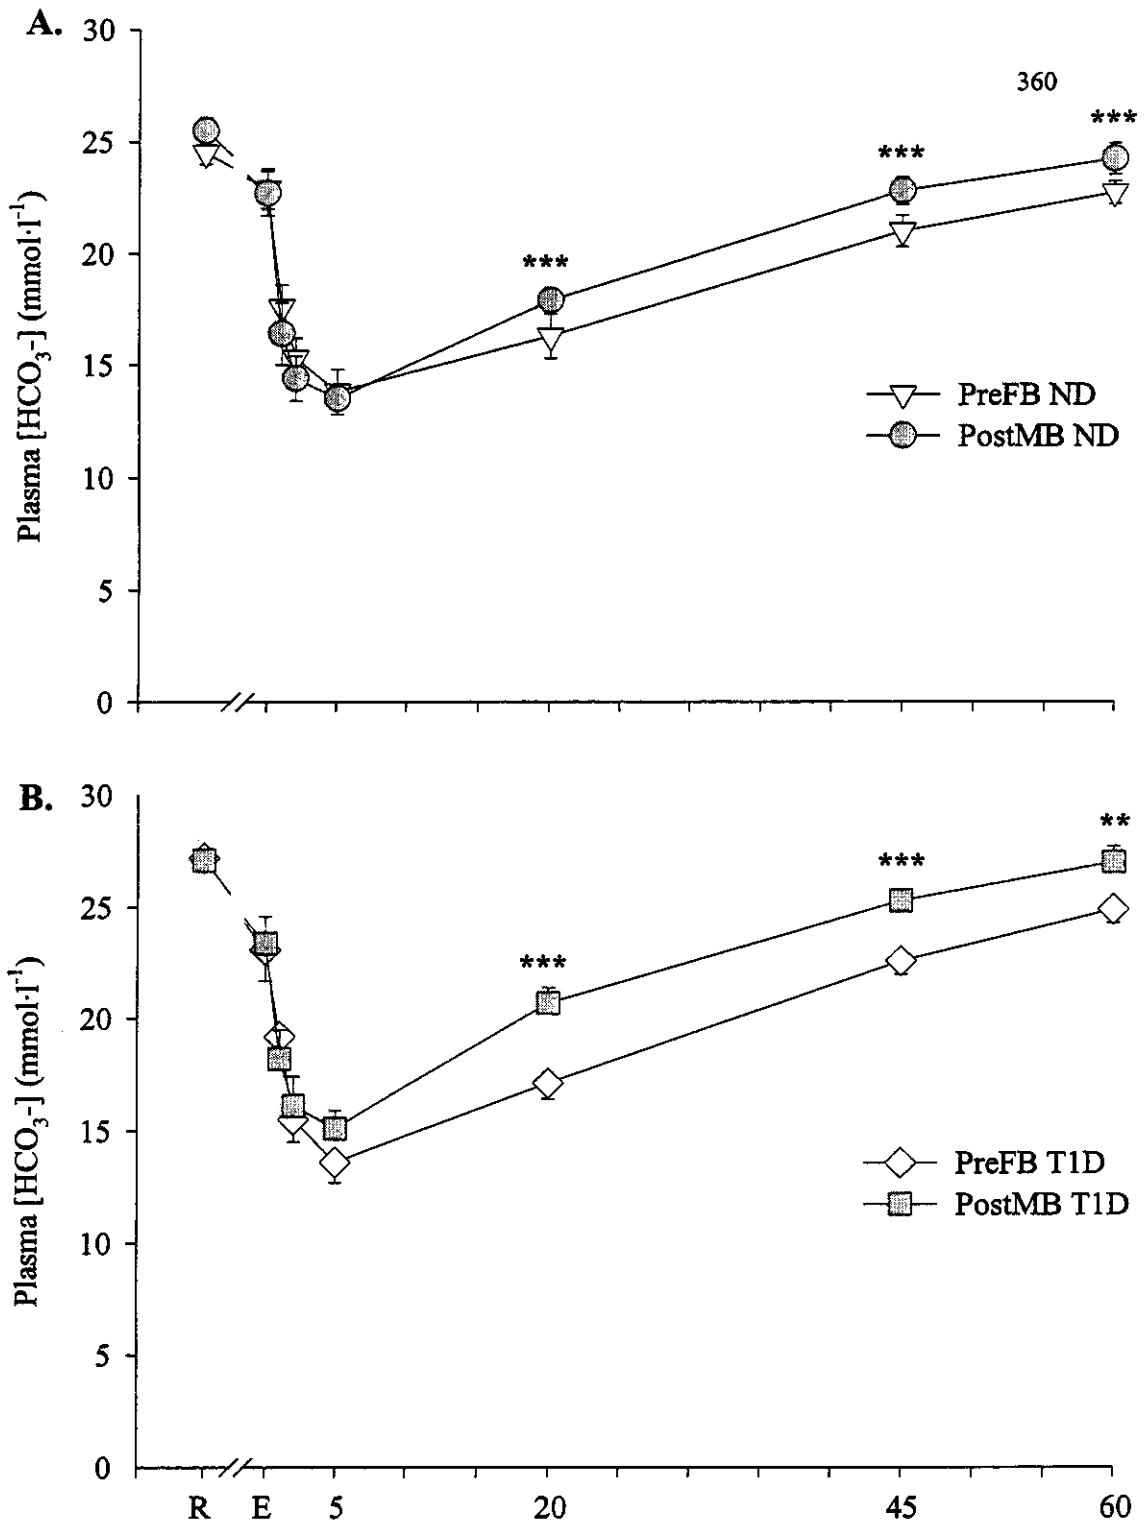 A.
30
360
***
25
***
20
***
15
PreFB ND
PostMB ND
10
5
0
Plasma [HCO₃-] (mmol·l⁻¹)
B.
30
**
***
25
***
20
15
PreFB T1D
PostMB T1D
10
5
0
Plasma [HCO₃-] (mmol·l⁻¹)
R E 5 20 45 60